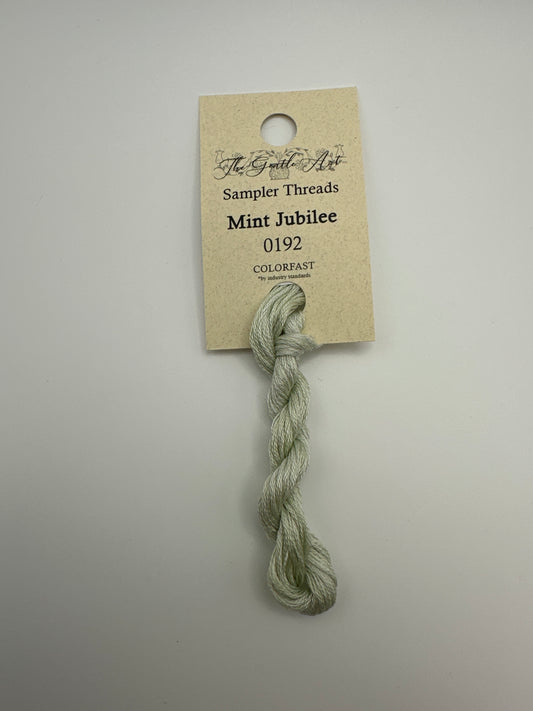 The Gentle Art
Sampler Threads
Mint Jubilee
0192
COLORFAST
*by industry standards